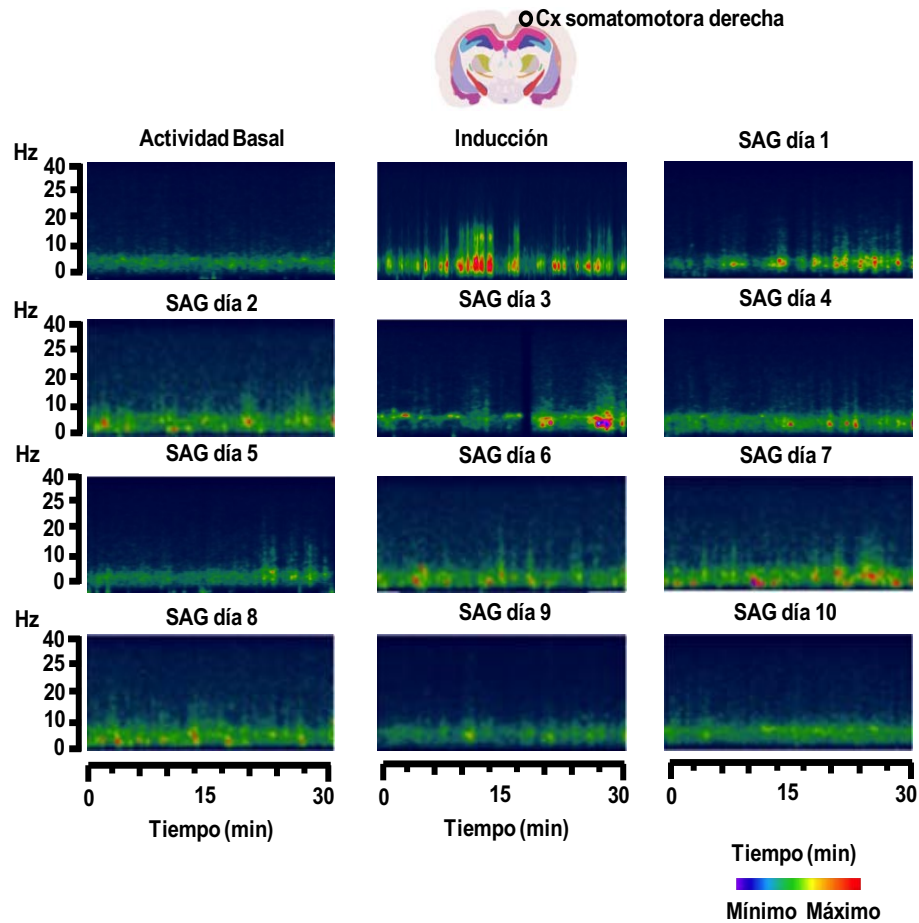 Cx somatomotora derecha
Actividad Basal
Inducción
SAG día 1
Hz
40
25
20
10
0
SAG día 2
SAG día 3
SAG día 4
Hz
40
25
20
10
0
SAG día 5
SAG día 6
SAG día 7
Hz
40
25
20
10
0
SAG día 8
SAG día 9
SAG día 10
Hz
40
25
20
10
0
0 15 30
0 15 30
0 15 30
Tiempo (min)
Tiempo (min)
Tiempo (min)
Mínimo Máximo